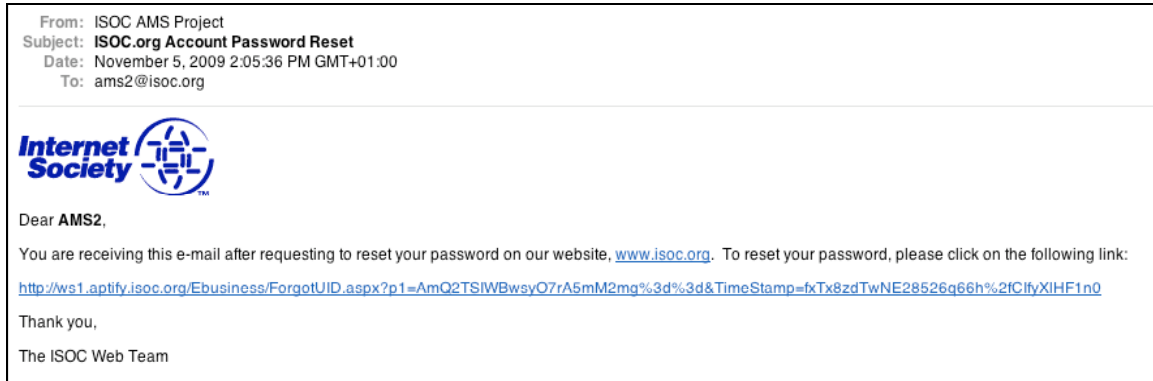 From: ISOC AMS Project
Subject: ISOC.org Account Password Reset
Date: November 5, 2009 2:05:36 PM GMT+01:00
To: ams2@isoc.org
Internet
Society
TM
Dear AMS2,
You are receiving this e-mail after requesting to reset your password on our website, www.isoc.org. To reset your password, please click on the following link:
http://ws1.aptify.isoc.org/Ebusiness/ForgotUID.aspx?p1=AmQ2TSIWBwsyO7rA5mM2mg%3d%3d&TimeStamp=fxTx8zdTwNE28526q66h%2fCIfyXIHF1n0
Thank you,
The ISOC Web Team